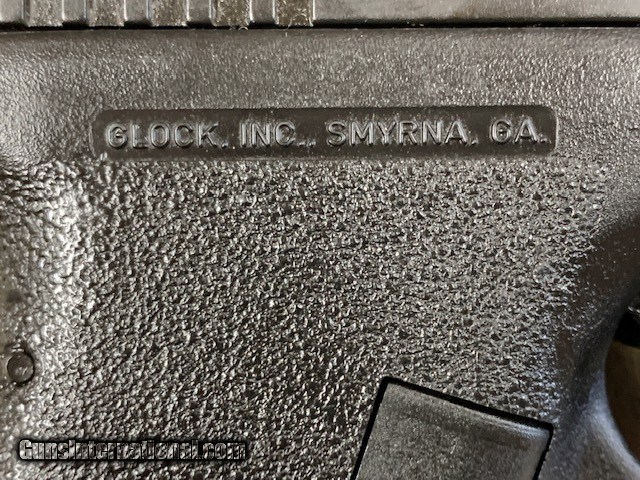 GLOCK, INC., SMYRNA, GA.
GunsInternational.com